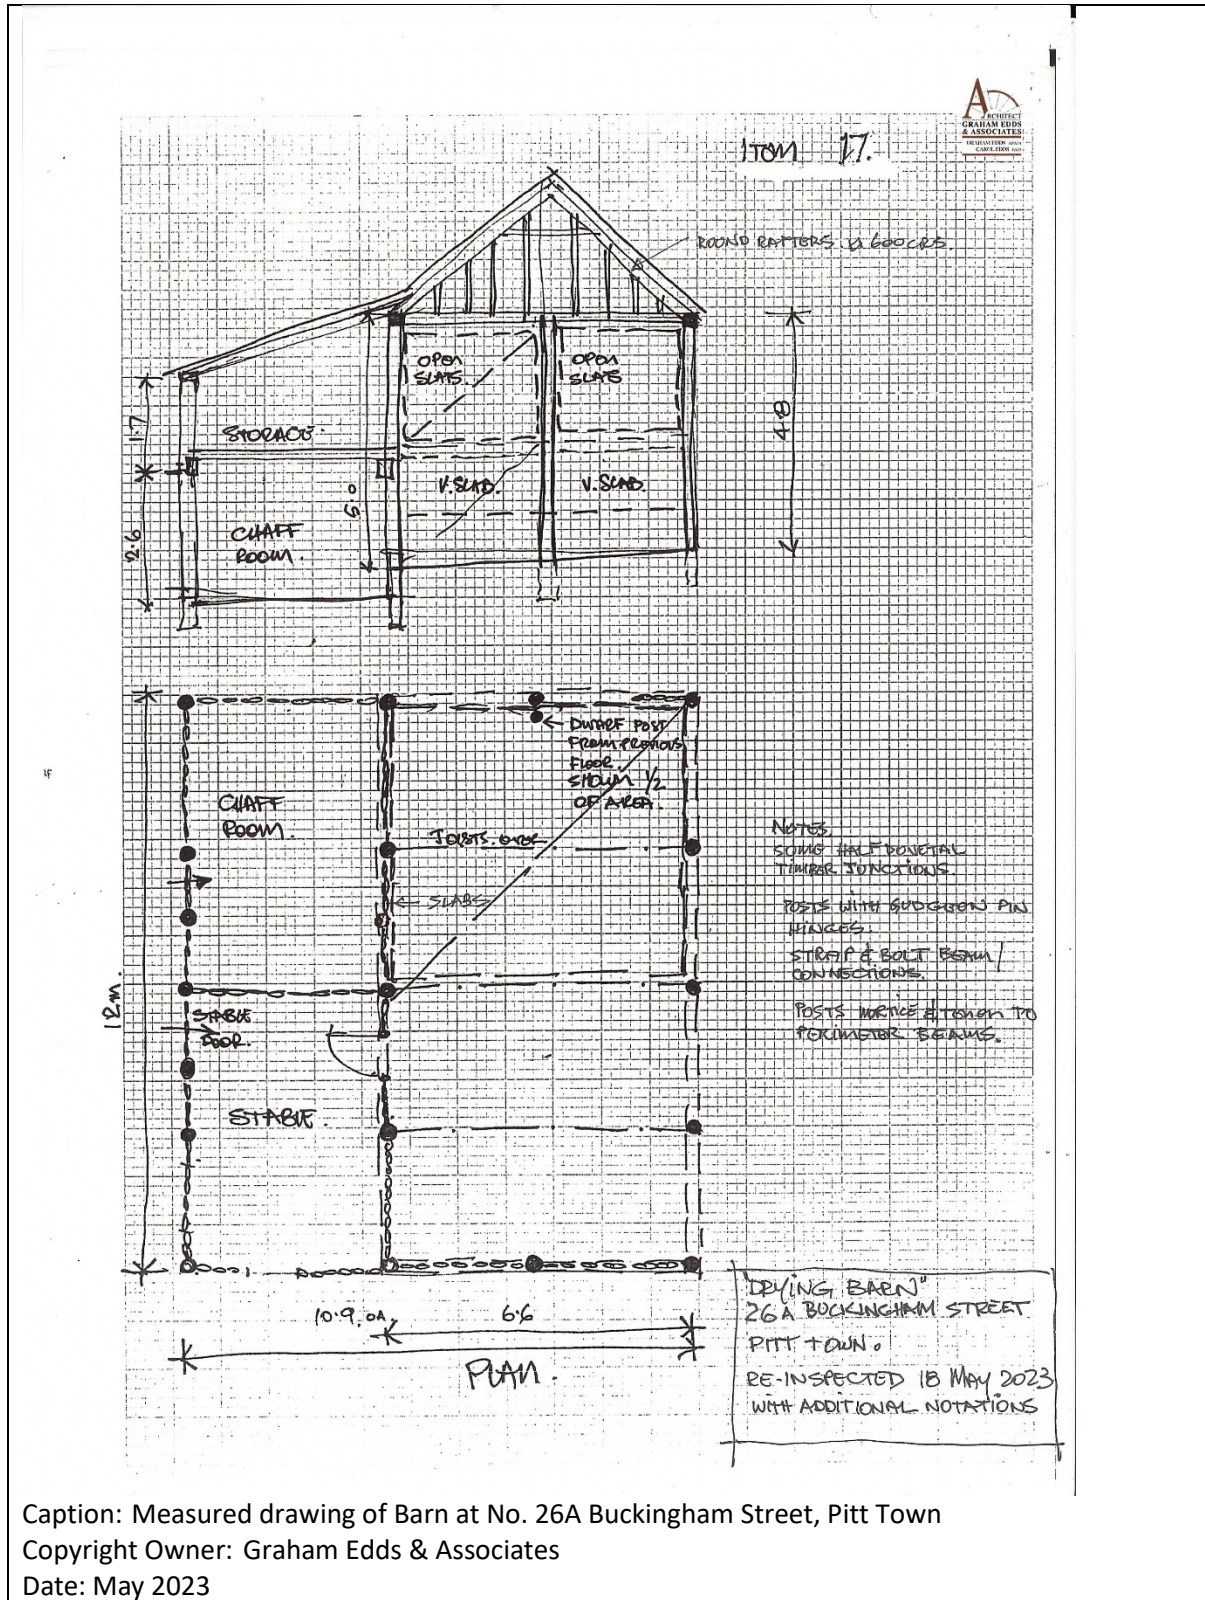 ARCHITECT
GRAHAM EDDS
& ASSOCIATES
ITEM 17.
ROUND RAFTERS @ 600 CRS.
OPEN
SLATS
OPEN
SLATS
4.8
1.7
STORAGE.
V.SLAB.
V.SLAB.
5.0
2.6
CHAFF
ROOM.
DWARF POST
FROM PREVIOUS
FLOOR.
SHOWN 1/2
OF AREA.
CHAFF
ROOM.
JOISTS OVER
SLABS
NOTES
SOME HALF DOVETAL
TIMBER JUNCTIONS.
POSTS WITH GUDGEON PIN
HINGES.
STRAP & BOLT BEAM/
CONNECTIONS.
POSTS MORTICE & TENON TO
PERIMETER BEAMS.
12m.
STABLE
DOOR.
STABLE.
10.9 OA.
6.6
PLAN.
"DRYING BARN"
26A BUCKINGHAM STREET
PITT TOWN.
RE-INSPECTED 18 MAY 2023
WITH ADDITIONAL NOTATIONS
Caption: Measured drawing of Barn at No. 26A Buckingham Street, Pitt Town
Copyright Owner: Graham Edds & Associates
Date: May 2023